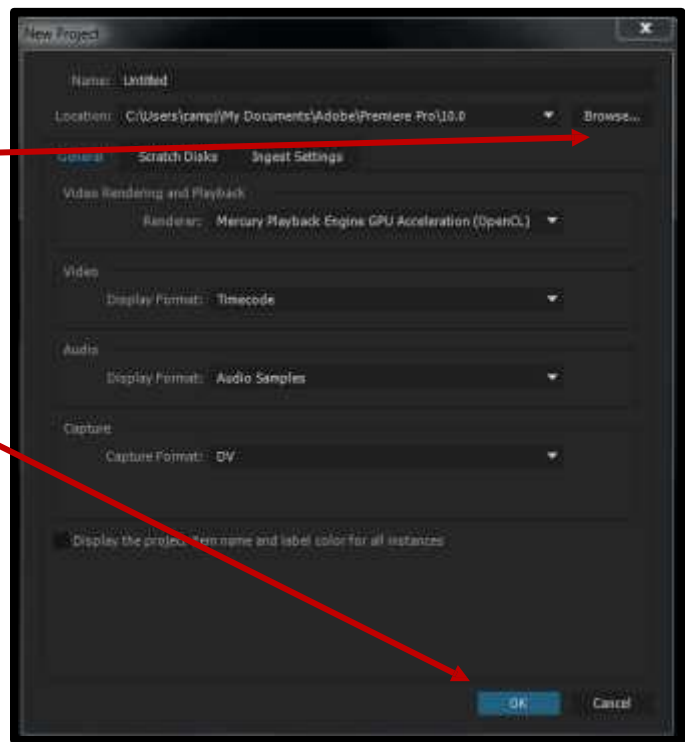 New Project
Name: Untitled
Location: C:\Users\campj\My Documents\Adobe\Premiere Pro\10.0 Browse...
General Scratch Disks Ingest Settings
Video Rendering and Playback
Renderer: Mercury Playback Engine GPU Acceleration (OpenCL)
Video
Display Format: Timecode
Audio
Display Format: Audio Samples
Capture
Capture Format: DV
Display the project item name and label color for all instances
OK Cancel